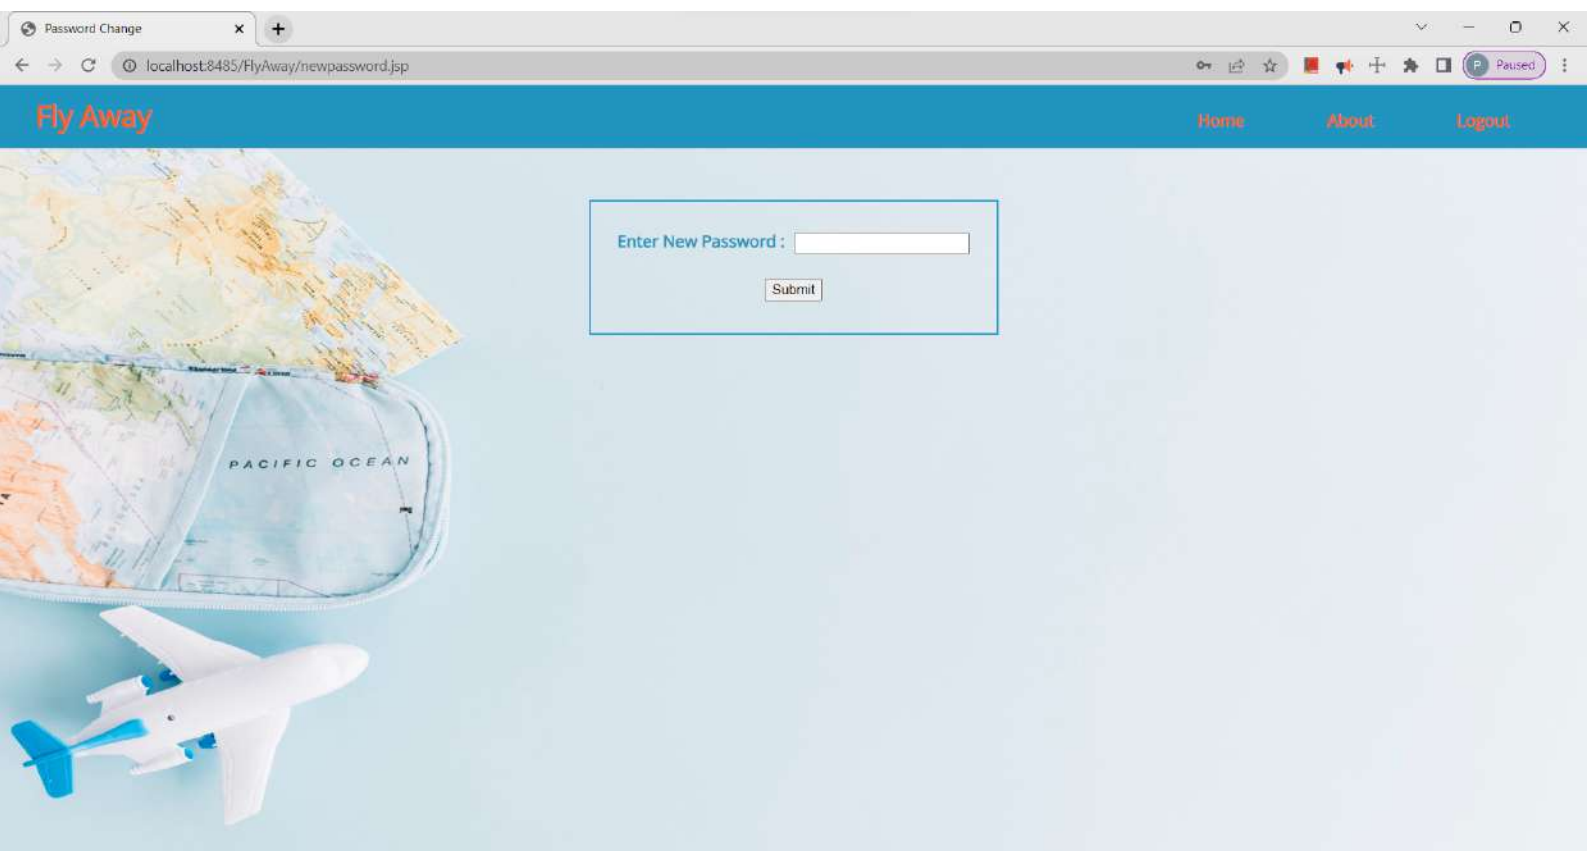 Password Change
localhost:8485/FlyAway/newpassword.jsp
P Paused
Fly Away
Home About Logout
Enter New Password :
Submit
PACIFIC OCEAN